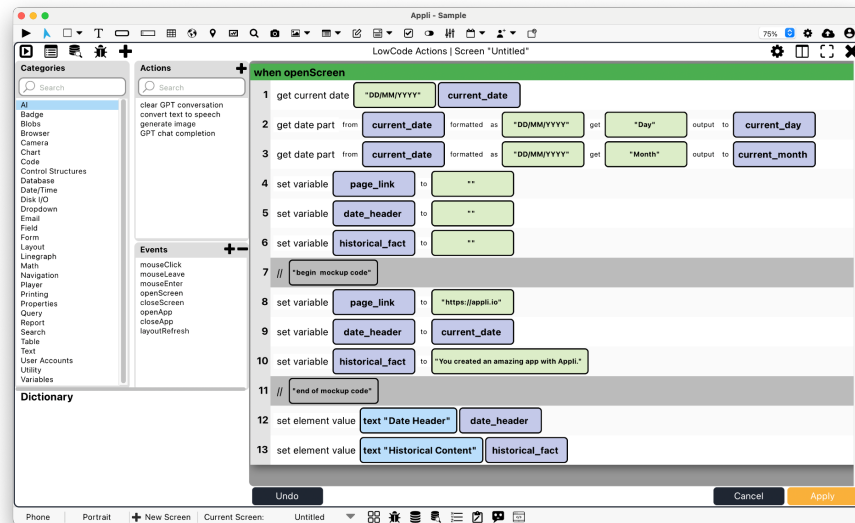 Appli - Sample
T
75%
LowCode Actions | Screen "Untitled"
Categories
Search
AI
Badge
Blobs
Browser
Camera
Chart
Code
Control Structures
Database
Date/Time
Disk I/O
Dropdown
Email
Field
Form
Layout
Linegraph
Math
Navigation
Player
Printing
Properties
Query
Report
Search
Table
Text
User Accounts
Utility
Variables
Dictionary
Actions
Search
clear GPT conversation
convert text to speech
generate image
GPT chat completion
Events
mouseClick
mouseLeave
mouseEnter
openScreen
closeScreen
openApp
closeApp
layoutRefresh
when openScreen
1 get current date "DD/MM/YYYY" current_date
2 get date part from current_date formatted as "DD/MM/YYYY" get "Day" output to current_day
3 get date part from current_date formatted as "DD/MM/YYYY" get "Month" output to current_month
4 set variable page_link to ""
5 set variable date_header to ""
6 set variable historical_fact to ""
7 // "begin mockup code"
8 set variable page_link to "https://appli.io"
9 set variable date_header to current_date
10 set variable historical_fact to "You created an amazing app with Appli."
11 // "end of mockup code"
12 set element value text "Date Header" date_header
13 set element value text "Historical Content" historical_fact
Undo Cancel Apply
Phone Portrait New Screen Current Screen: Untitled